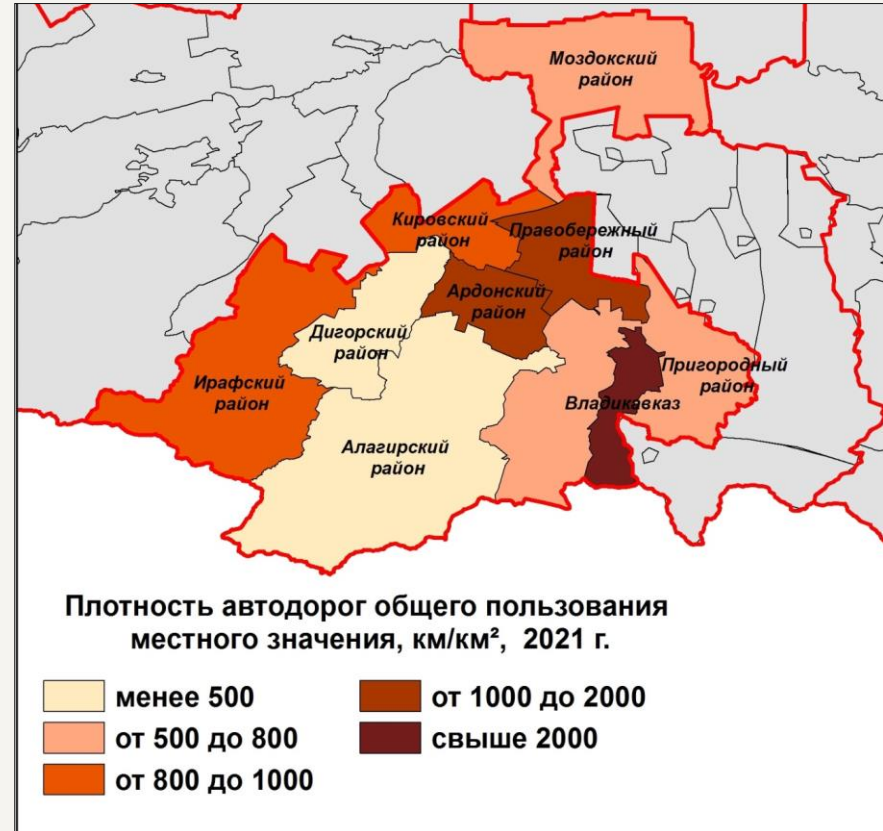 Моздокский
район
Кировский
район
Правобережный
район
Ардонский
район
Дигорский
район
Пригородный
район
Ирафский
район
Владикавказ
Алагирский
район
Плотность автодорог общего пользования
местного значения, км/км², 2021 г.
менее 500
от 500 до 800
от 800 до 1000
от 1000 до 2000
свыше 2000